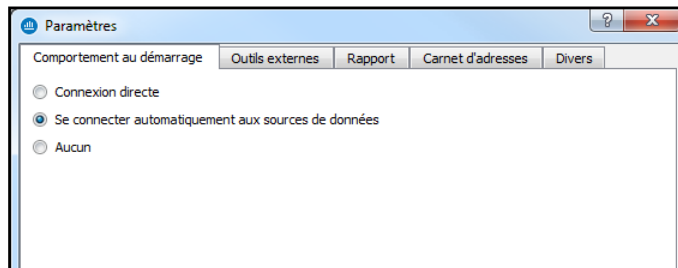 Paramètres
Comportement au démarrage Outils externes Rapport Carnet d'adresses Divers
Connexion directe
Se connecter automatiquement aux sources de données
Aucun